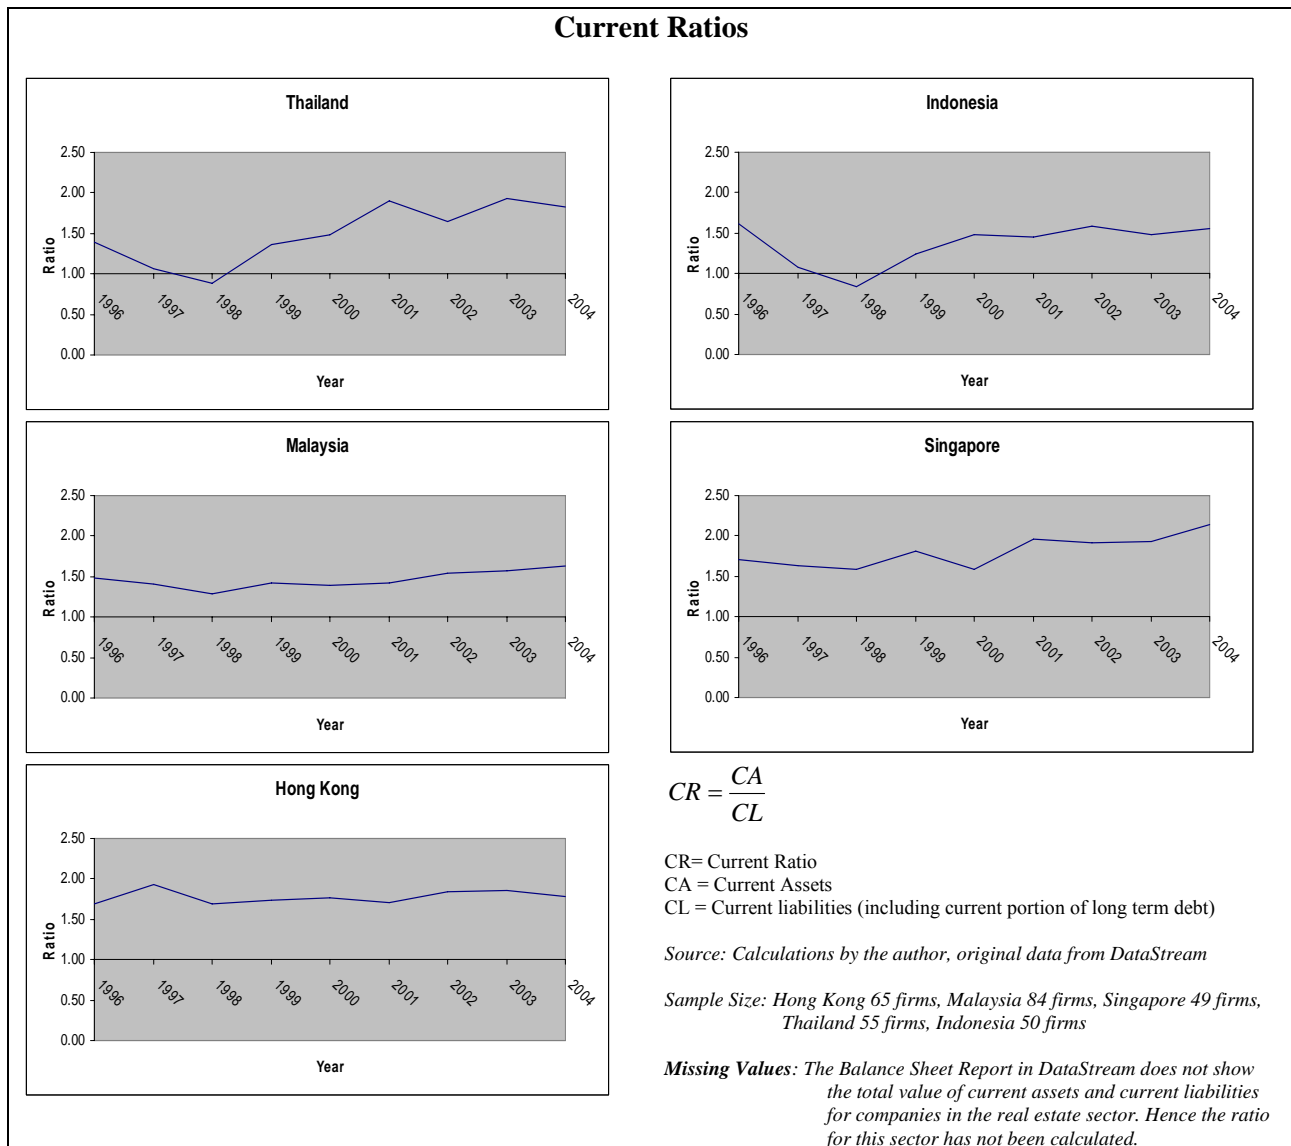 Current Ratios
Thailand
2.50
2.00
1.50
1.00
0.50
0.00
Ratio
1996
1997
1998
1999
2000
2001
2002
2003
2004
Year
Indonesia
2.50
2.00
1.50
1.00
0.50
0.00
Ratio
1996
1997
1998
1999
2000
2001
2002
2003
2004
Year
Malaysia
2.50
2.00
1.50
1.00
0.50
0.00
Ratio
1996
1997
1998
1999
2000
2001
2002
2003
2004
Year
Singapore
2.50
2.00
1.50
1.00
0.50
0.00
Ratio
1996
1997
1998
1999
2000
2001
2002
2003
2004
Year
Hong Kong
2.50
2.00
1.50
1.00
0.50
0.00
Ratio
1996
1997
1998
1999
2000
2001
2002
2003
2004
Year
CR = CA / CL
CR= Current Ratio
CA = Current Assets
CL = Current liabilities (including current portion of long term debt)
Source: Calculations by the author, original data from DataStream
Sample Size: Hong Kong 65 firms, Malaysia 84 firms, Singapore 49 firms,
Thailand 55 firms, Indonesia 50 firms
Missing Values: The Balance Sheet Report in DataStream does not show
the total value of current assets and current liabilities
for companies in the real estate sector. Hence the ratio
for this sector has not been calculated.